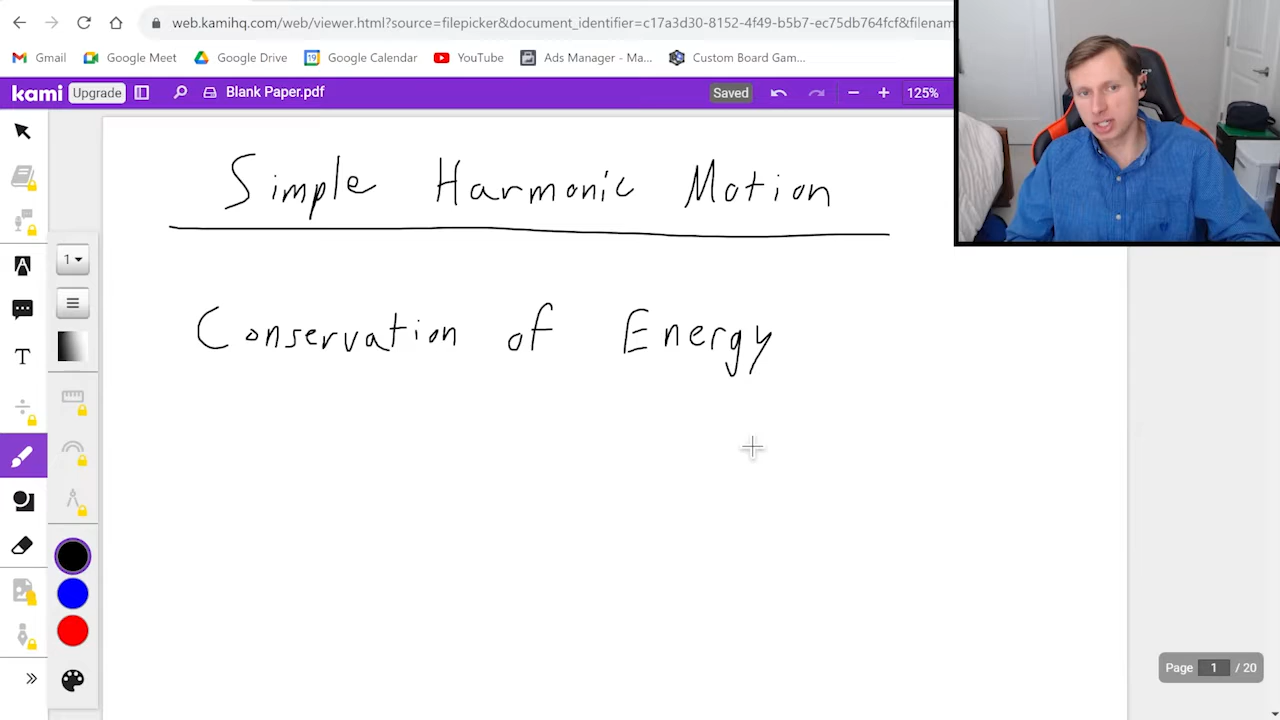 web.kamihq.com/web/viewer.html?source=filepicker&document_identifier=c17a3d30-8152-4f49-b5b7-ec75db764fcf&filenam
Gmail Google Meet Google Drive 19 Google Calendar YouTube Ads Manager - Ma... Custom Board Gam...
kami Upgrade Blank Paper.pdf Saved 125%
Simple Harmonic Motion
1
Conservation of Energy
T
Page 1 / 20